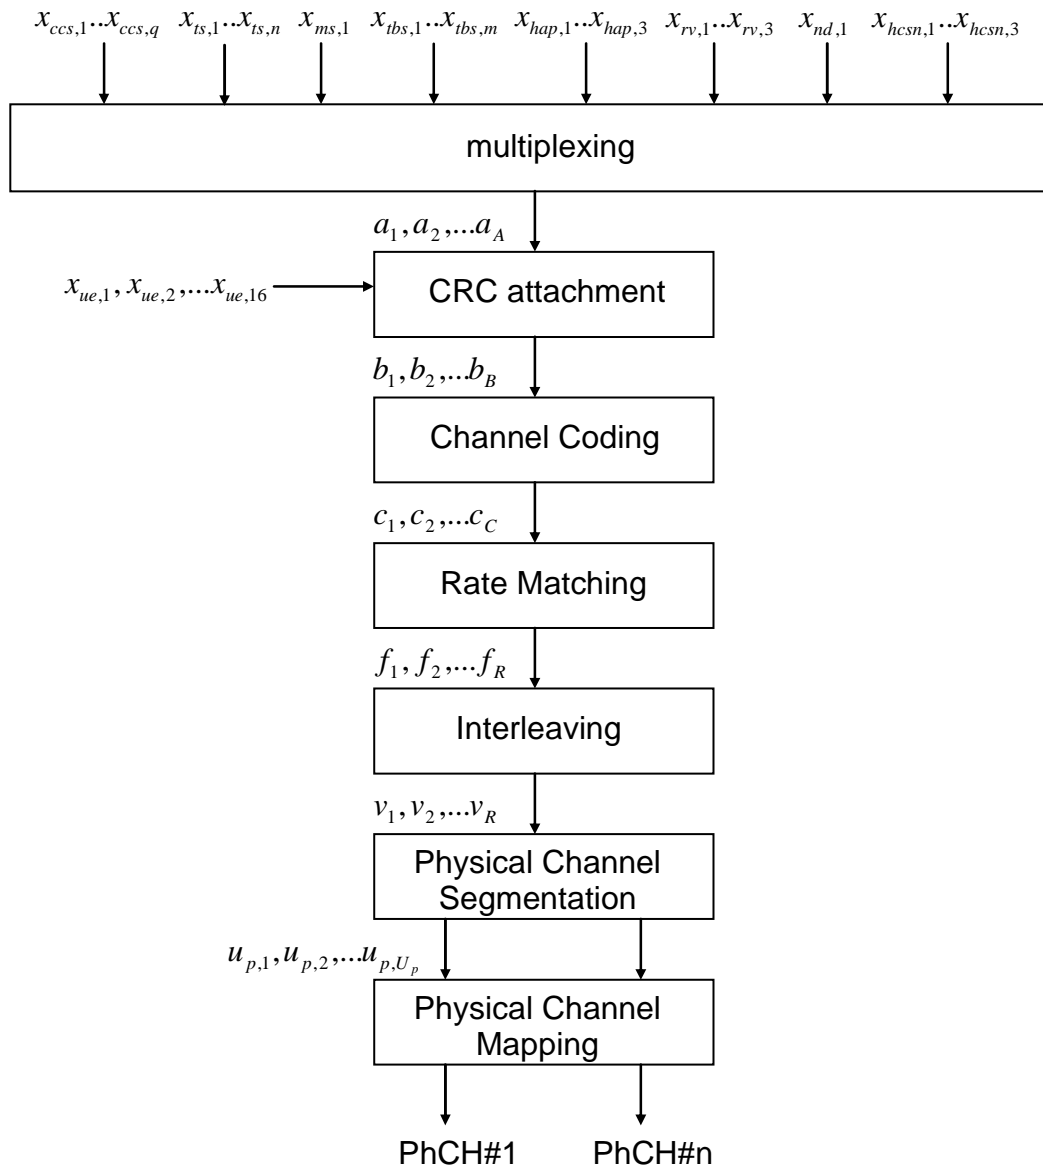 x_{ccs,1}..x_{ccs,q} x_{ts,1}..x_{ts,n} x_{ms,1} x_{tbs,1}..x_{tbs,m} x_{hap,1}..x_{hap,3} x_{rv,1}..x_{rv,3} x_{nd,1} x_{hcsn,1}..x_{hcsn,3}
multiplexing
a_1,a_2,...a_A
x_{ue,1},x_{ue,2},...x_{ue,16}
CRC attachment
b_1,b_2,...b_B
Channel Coding
c_1,c_2,...c_C
Rate Matching
f_1,f_2,...f_R
Interleaving
v_1,v_2,...v_R
Physical Channel
Segmentation
u_{p,1},u_{p,2},...u_{p,U_p}
Physical Channel
Mapping
PhCH#1 PhCH#n